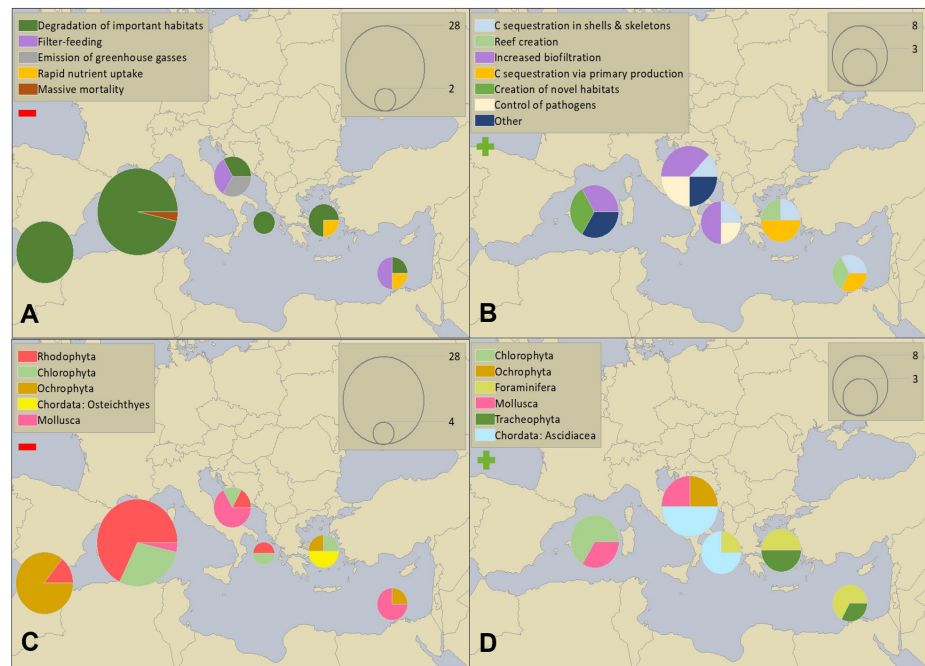 Degradation of important habitats
Filter-feeding
Emission of greenhouse gasses
Rapid nutrient uptake
Massive mortality
28
2
A
C sequestration in shells & skeletons
Reef creation
Increased biofiltration
C sequestration via primary production
Creation of novel habitats
Control of pathogens
Other
8
3
B
Rhodophyta
Chlorophyta
Ochrophyta
Chordata: Osteichthyes
Mollusca
28
4
C
Chlorophyta
Ochrophyta
Foraminifera
Mollusca
Tracheophyta
Chordata: Ascidiacea
8
3
D